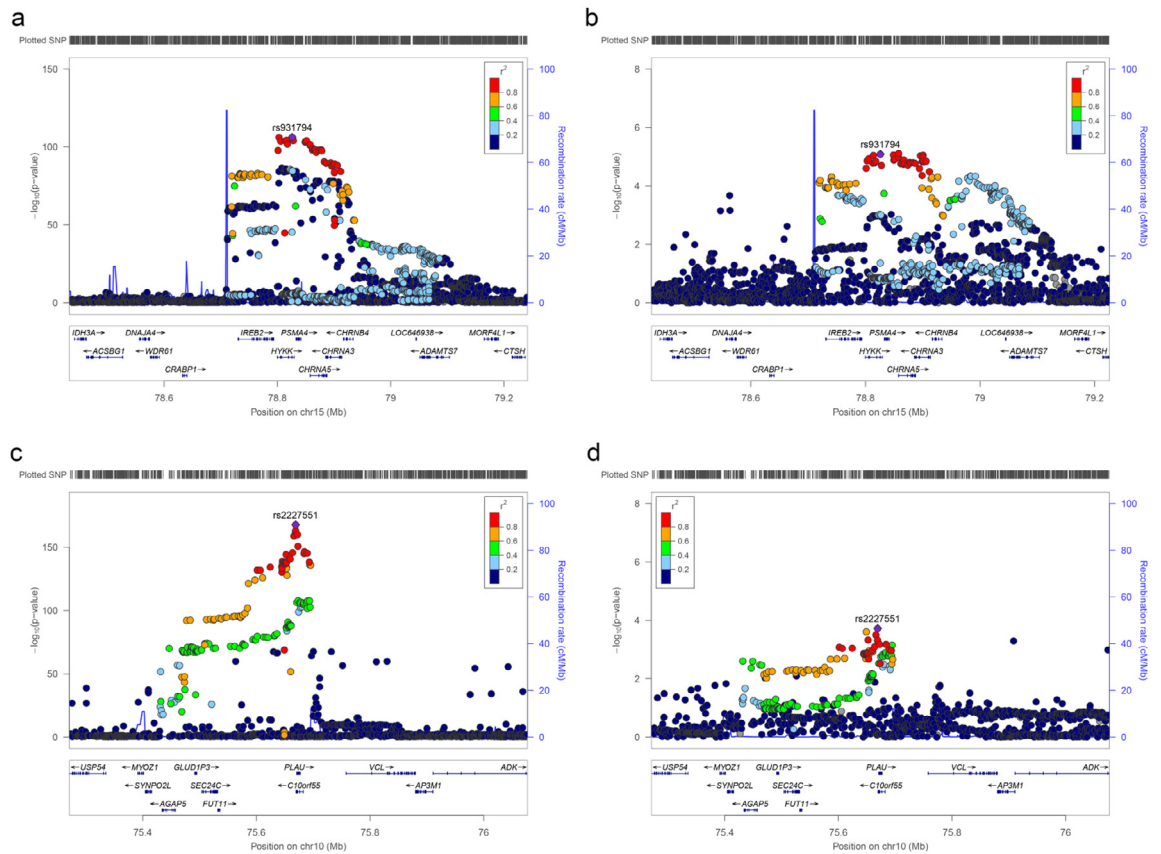 a
Plotted SNP
150
100
50
0
−log10(p-value)
100
80
60
40
20
0
Recombination rate (cM/Mb)
r2
0.8
0.6
0.4
0.2
rs931794
IDH3A→ DNAJA4→ IREB2→ PSMA4→ ←CHRNB4 LOC646938→ MORF4L1→
←ACSBG1 ←WDR61 HYKK→ ←CHRNA3 ←ADAMTS7 ←CTSH
CRABP1→ CHRNA5→
78.6 78.8 79 79.2
Position on chr15 (Mb)
b
Plotted SNP
8
6
4
2
0
−log10(p-value)
100
80
60
40
20
0
Recombination rate (cM/Mb)
r2
0.8
0.6
0.4
0.2
rs931794
IDH3A→ DNAJA4→ IREB2→ PSMA4→ ←CHRNB4 LOC646938→ MORF4L1→
←ACSBG1 ←WDR61 HYKK→ ←CHRNA3 ←ADAMTS7 ←CTSH
CRABP1→ CHRNA5→
78.6 78.8 79 79.2
Position on chr15 (Mb)
c
Plotted SNP
150
100
50
0
−log10(p-value)
100
80
60
40
20
0
Recombination rate (cM/Mb)
r2
0.8
0.6
0.4
0.2
rs2227551
←USP54 ←MYOZ1 GLUD1P3→ PLAU→ VCL→ ADK→
←SYNPO2L SEC24C→ ←C10orf55 ←AP3M1
←AGAP5 FUT11→
75.4 75.6 75.8 76
Position on chr10 (Mb)
d
Plotted SNP
8
6
4
2
0
−log10(p-value)
100
80
60
40
20
0
Recombination rate (cM/Mb)
r2
0.8
0.6
0.4
0.2
rs2227551
←USP54 ←MYOZ1 GLUD1P3→ PLAU→ VCL→ ADK→
←SYNPO2L SEC24C→ ←C10orf55 ←AP3M1
←AGAP5 FUT11→
75.4 75.6 75.8 76
Position on chr10 (Mb)